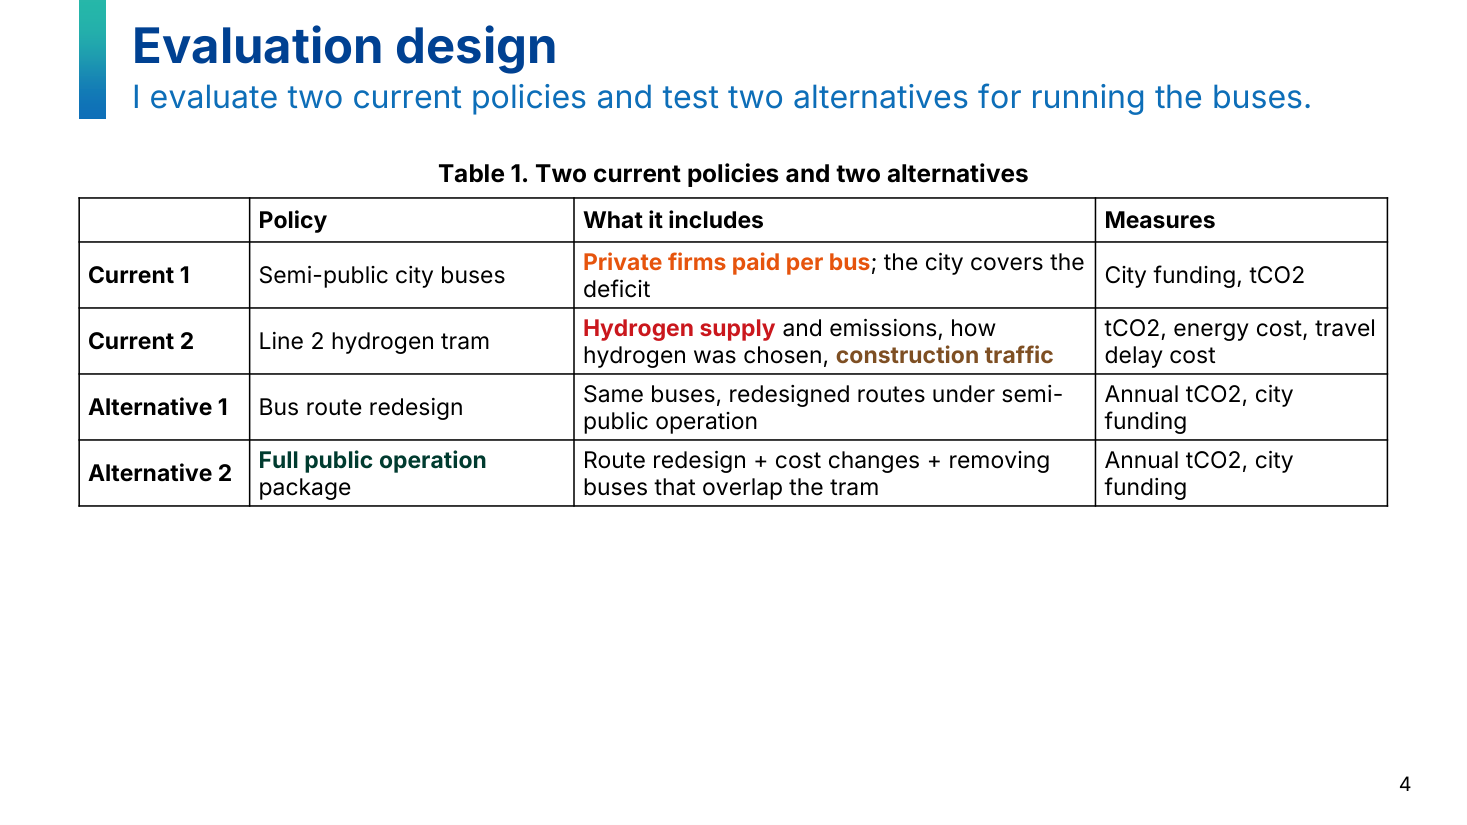 Evaluation design
I evaluate two current policies and test two alternatives for running the buses.
Table 1. Two current policies and two alternatives
Policy
What it includes
Measures
Current 1
Semi-public city buses
Private firms paid per bus; the city covers the
deficit
City funding, tCO2
Current 2
Line 2 hydrogen tram
Hydrogen supply and emissions, how
hydrogen was chosen, construction traffic
tCO2, energy cost, travel
delay cost
Alternative 1
Bus route redesign
Same buses, redesigned routes under semi-
public operation
Annual tCO2, city
funding
Alternative 2
Full public operation
package
Route redesign + cost changes + removing
buses that overlap the tram
Annual tCO2, city
funding
4